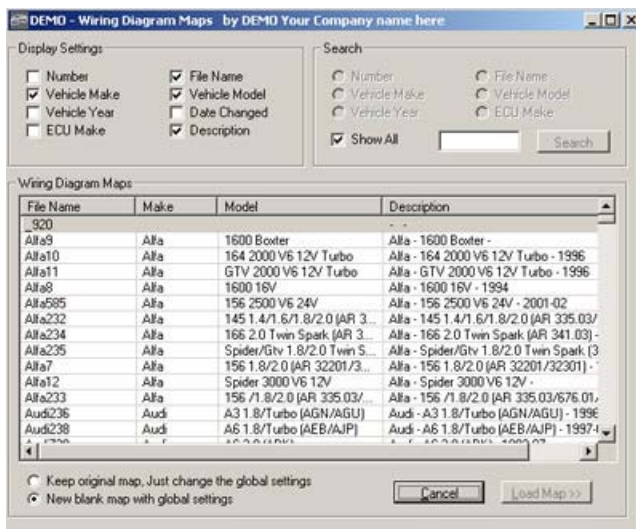 DEMO - Wiring Diagram Maps by DEMO Your Company name here
Display Settings
Number
File Name
Vehicle Make
Vehicle Model
Vehicle Year
Date Changed
ECU Make
Description
Search
Number
File Name
Vehicle Make
Vehicle Model
Vehicle Year
ECU Make
Show All
Search
Wiring Diagram Maps
File Name Make Model Description
_920 - -
Alfa9 Alfa 1600 Boxter Alfa - 1600 Boxter -
Alfa10 Alfa 164 2000 V6 12V Turbo Alfa - 164 2000 V6 12V Turbo - 1996
Alfa11 Alfa GTV 2000 V6 12V Turbo Alfa - GTV 2000 V6 12V Turbo - 1996
Alfa8 Alfa 1600 16V Alfa - 1600 16V - 1994
Alfa585 Alfa 156 2500 V6 24V Alfa - 156 2500 V6 24V - 2001-02
Alfa232 Alfa 145 1.4/1.6/1.8/2.0 (AR 3... Alfa - 145 1.4/1.6/1.8/2.0 (AR 335.03/
Alfa234 Alfa 166 2.0 Twin Spark (AR 3... Alfa - 166 2.0 Twin Spark (AR 341.03) -
Alfa235 Alfa Spider/Gtv 1.8/2.0 Twin S... Alfa - Spider/Gtv 1.8/2.0 Twin Spark (3
Alfa7 Alfa 156 1.8/2.0 (AR 32201/3... Alfa - 156 1.8/2.0 (AR 32201/32301) -
Alfa12 Alfa Spider 3000 V6 12V Alfa - Spider 3000 V6 12V -
Alfa233 Alfa 156 /1.8/2.0 (AR 335.03/... Alfa - 156 /1.8/2.0 (AR 335.03/676.01/
Audi236 Audi A3 1.8/Turbo (AGN/AGU) Audi - A3 1.8/Turbo (AGN/AGU) - 1996
Audi238 Audi A6 1.8/Turbo (AEB/AJP) Audi - A6 1.8/Turbo (AEB/AJP) - 1997-
Keep original map, Just change the global settings
New blank map with global settings
Cancel
Load Map >>